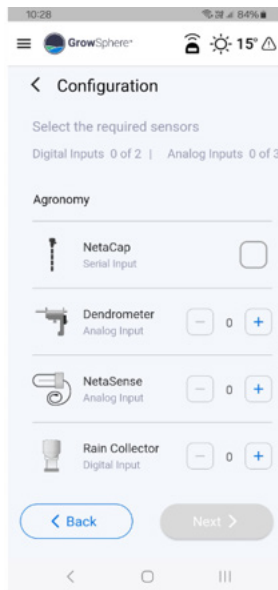 10:28 84%
GrowSphere 15°
Configuration
Select the required sensors
Digital Inputs 0 of 2 | Analog Inputs 0 of 3
Agronomy
NetaCap
Serial Input
Dendrometer
Analog Input
− 0 +
NetaSense
Analog Input
− 0 +
Rain Collector
Digital Input
− 0 +
< Back Next >